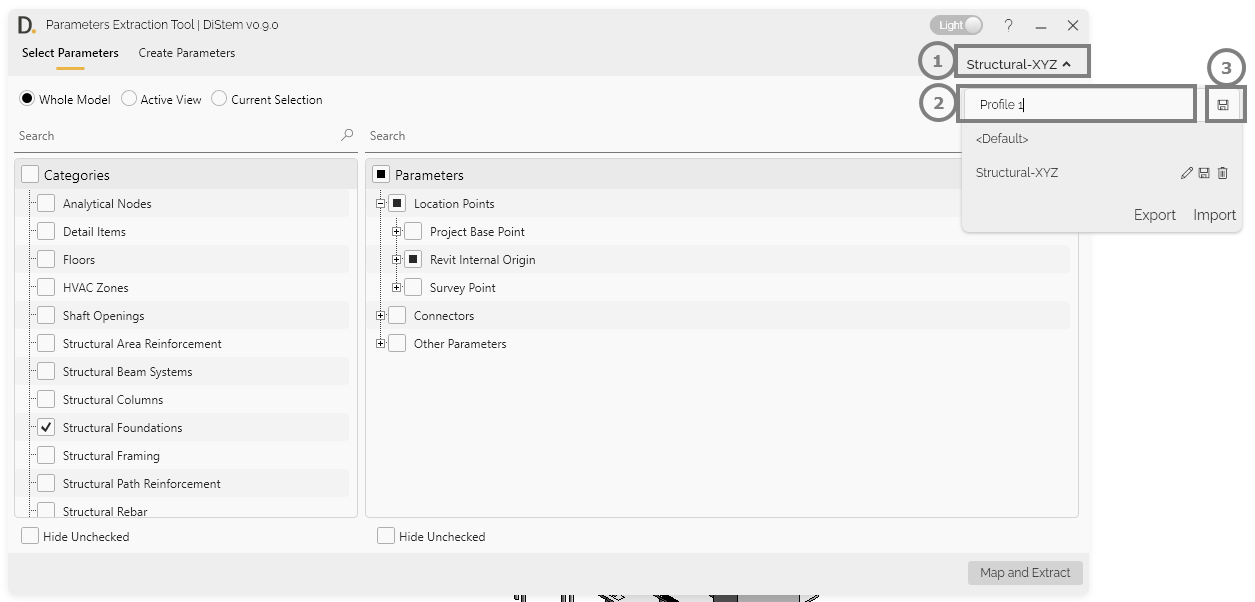 D. Parameters Extraction Tool | DiStem v0.9.0 Light ?
Select Parameters Create Parameters
1 Structural-XYZ
3
Whole Model Active View Current Selection
2 Profile 1
Search Search
<Default>
Structural-XYZ
Export Import
Categories
Analytical Nodes
Detail Items
Floors
HVAC Zones
Shaft Openings
Structural Area Reinforcement
Structural Beam Systems
Structural Columns
Structural Foundations
Structural Framing
Structural Path Reinforcement
Structural Rebar
Hide Unchecked
Parameters
Location Points
Project Base Point
Revit Internal Origin
Survey Point
Connectors
Other Parameters
Hide Unchecked
Map and Extract